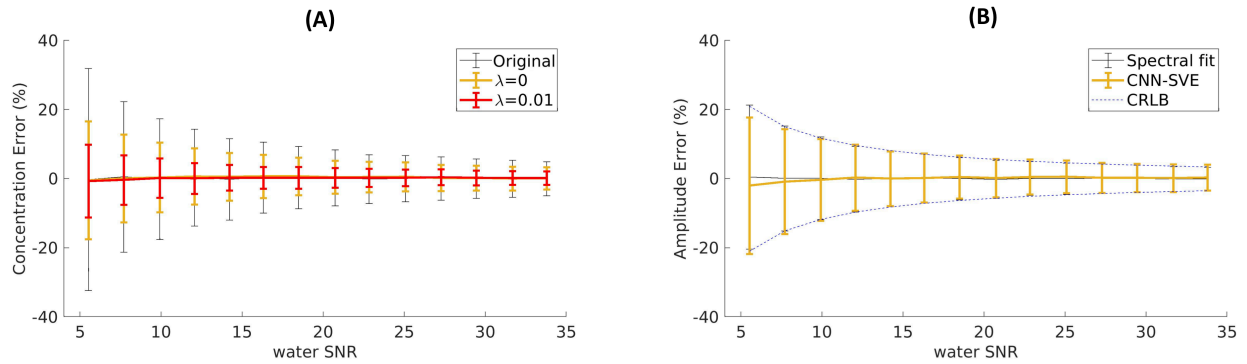 (A)
Concentration Error (%)
40
20
0
-20
-40
Original
λ=0
λ=0.01
5 10 15 20 25 30 35
water SNR
(B)
Amplitude Error (%)
40
20
0
-20
-40
Spectral fit
CNN-SVE
CRLB
5 10 15 20 25 30 35
water SNR